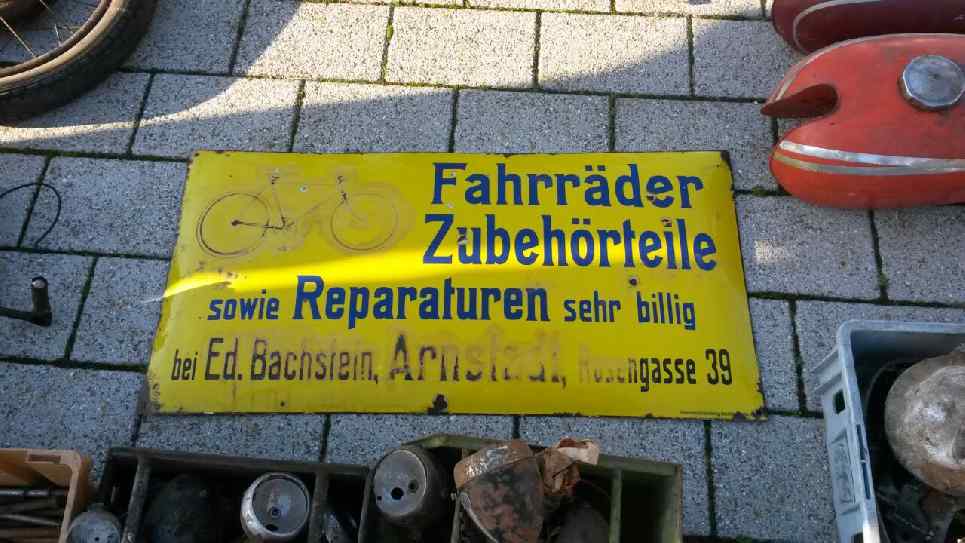 Fahrräder
Zubehörteile
sowie Reparaturen sehr billig
bei Ed. Bachstein, Arnstadt, Rosengasse 39